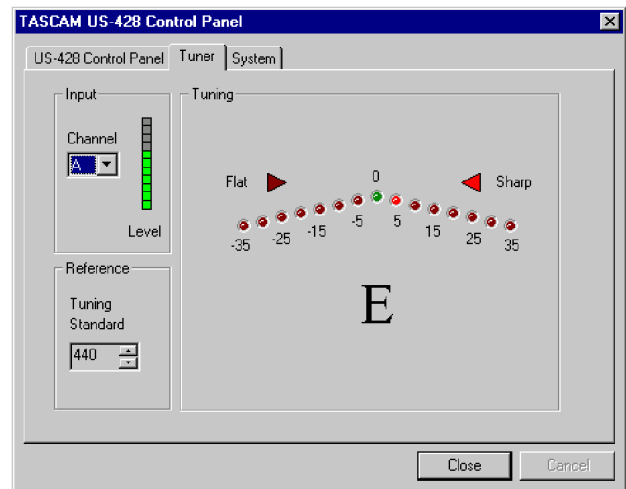 TASCAM US-428 Control Panel
US-428 Control Panel Tuner System
Input
Channel
A
Level
Reference
Tuning
Standard
440
Tuning
Flat 0 Sharp
-35 -25 -15 -5 5 15 25 35
E
Close Cancel